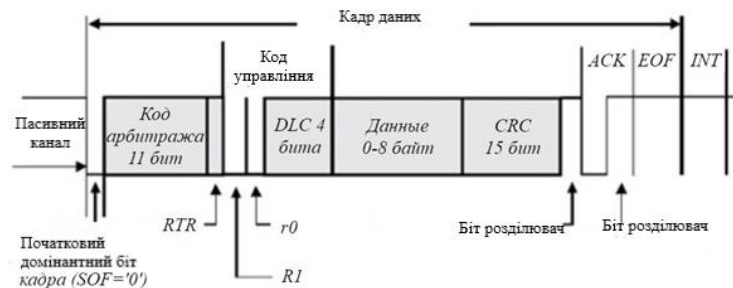 Кадр даних
Код
управління
ACK
EOF
INT
Пасивний
канал
Код
арбитража
11 бит
DLC 4
бита
Данные
0-8 байт
CRC
15 бит
RTR
r0
R1
Біт розділювач
Біт розділювач
Початковий
домінантний біт
кадра (SOF='0')